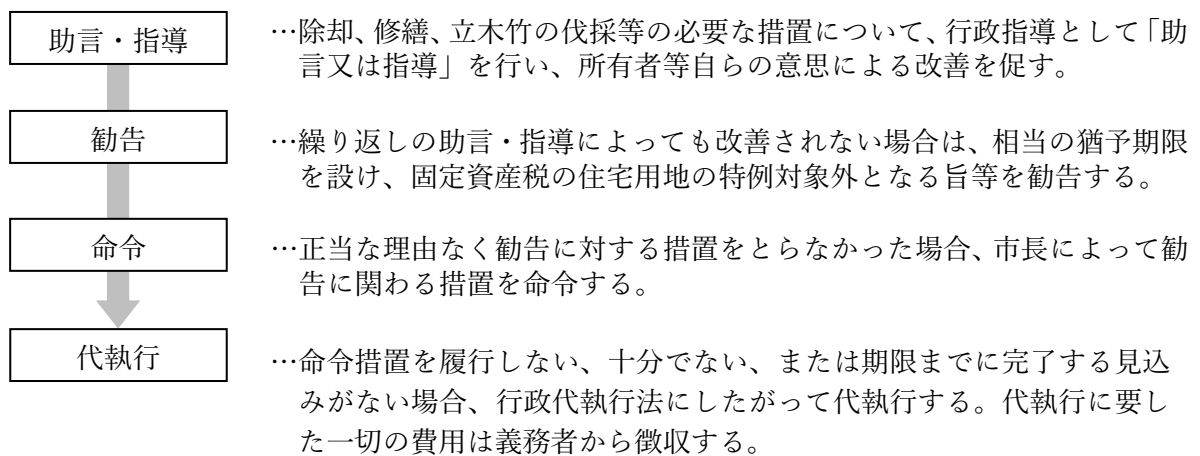 助言・指導
…除却、修繕、立木竹の伐採等の必要な措置について、行政指導として「助
言又は指導」を行い、所有者等自らの意思による改善を促す。
勧告
…繰り返しの助言・指導によっても改善されない場合は、相当の猶予期限
を設け、固定資産税の住宅用地の特例対象外となる旨等を勧告する。
命令
…正当な理由なく勧告に対する措置をとらなかった場合、市長によって勧
告に関わる措置を命令する。
代執行
…命令措置を履行しない、十分でない、または期限までに完了する見込
みがない場合、行政代執行法にしたがって代執行する。代執行に要し
た一切の費用は義務者から徴収する。